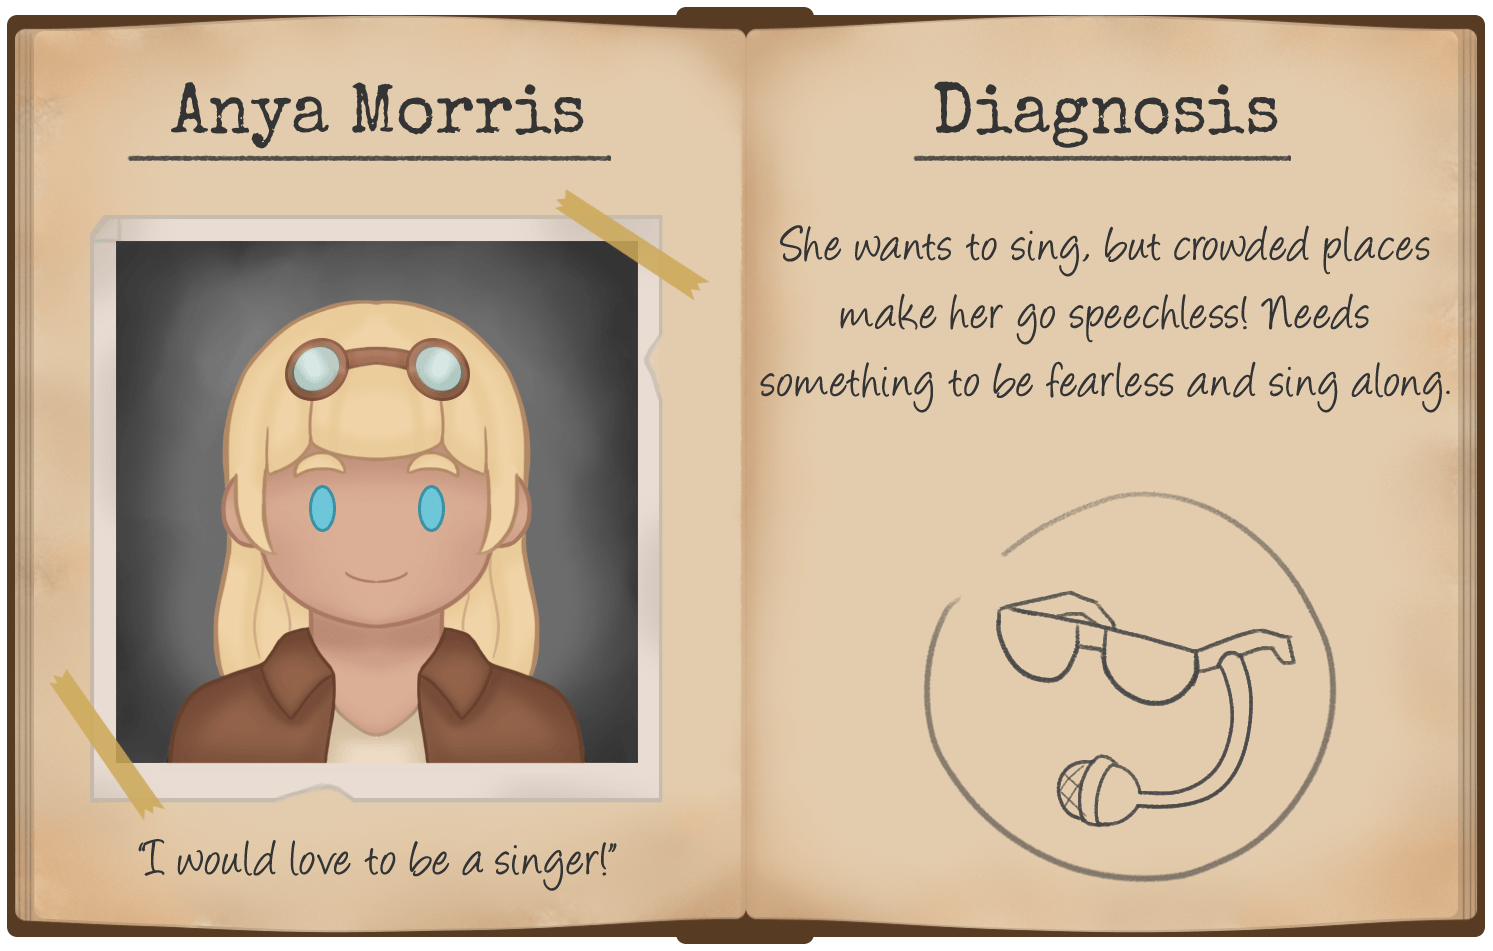 Anya Morris
"I would love to be a singer!"
Diagnosis
She wants to sing, but crowded places
make her go speechless! Needs
something to be fearless and sing along.